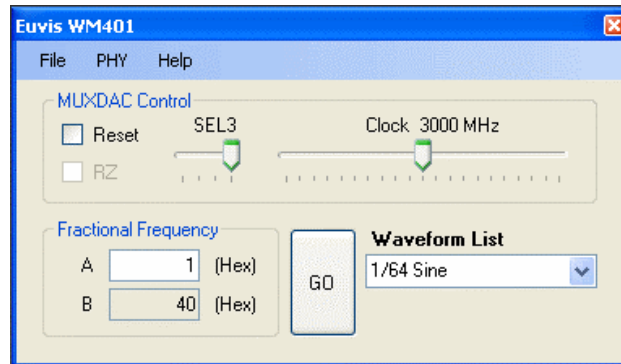 Euvis WM401
File PHY Help
MUXDAC Control
Reset
SEL3
Clock 3000 MHz
RZ
Fractional Frequency
A 1 (Hex)
B 40 (Hex)
GO
Waveform List
1/64 Sine